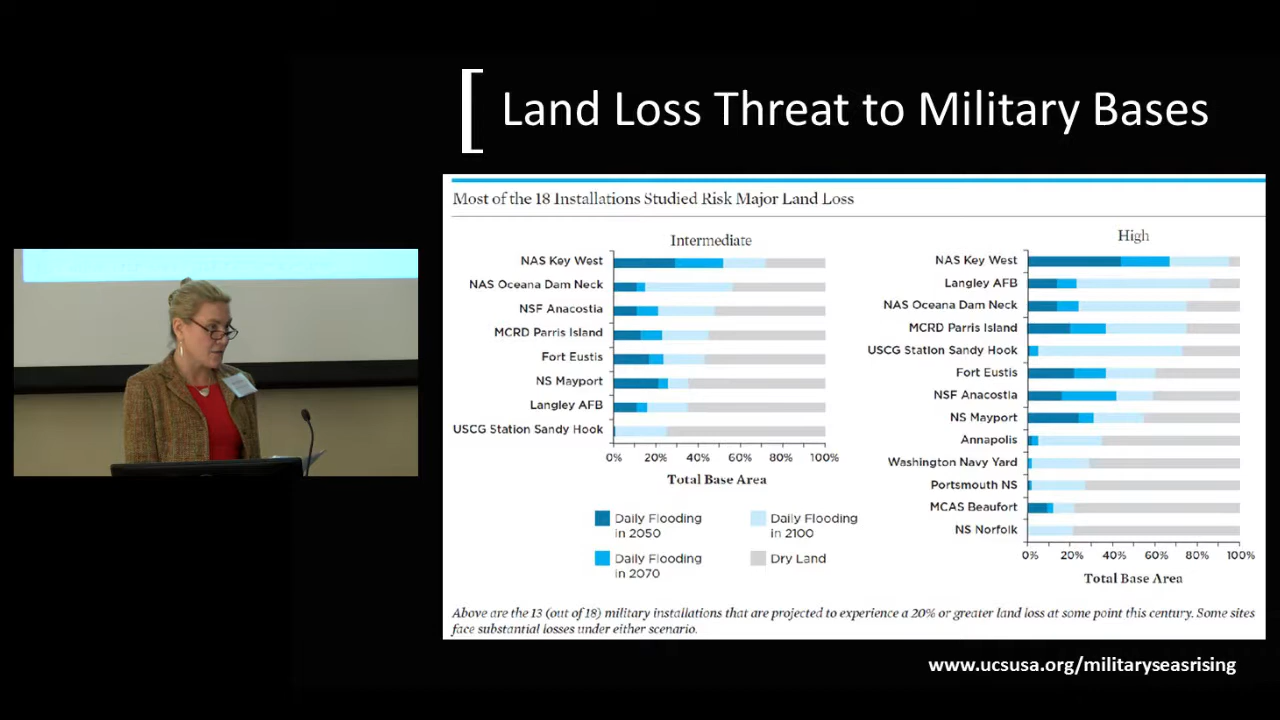 [ Land Loss Threat to Military Bases
Most of the 18 Installations Studied Risk Major Land Loss
Intermediate
NAS Key West
NAS Oceana Dam Neck
NSF Anacostia
MCRD Parris Island
Fort Eustis
NS Mayport
Langley AFB
USCG Station Sandy Hook
0% 20% 40% 60% 80% 100%
Total Base Area
High
NAS Key West
Langley AFB
NAS Oceana Dam Neck
MCRD Parris Island
USCG Station Sandy Hook
Fort Eustis
NSF Anacostia
NS Mayport
Annapolis
Washington Navy Yard
Portsmouth NS
MCAS Beaufort
NS Norfolk
0% 20% 40% 60% 80% 100%
Total Base Area
Daily Flooding
in 2050
Daily Flooding
in 2070
Daily Flooding
in 2100
Dry Land
Above are the 13 (out of 18) military installations that are projected to experience a 20% or greater land loss at some point this century. Some sites
face substantial losses under either scenario.
www.ucsusa.org/militaryseasrising